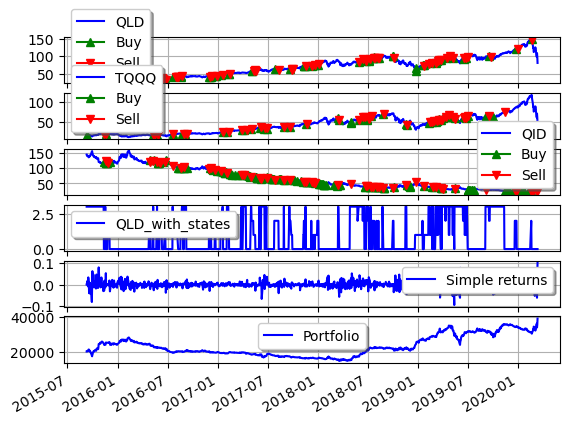 QLD
Buy
Sell
150
100
50
TQQQ
Buy
Sell
100
50
QID
Buy
Sell
150
100
50
QLD_with_states
2.5
0.0
Simple returns
0.1
0.0
−0.1
Portfolio
40000
20000
2015-07
2016-01
2016-07
2017-01
2017-07
2018-01
2018-07
2019-01
2019-07
2020-01